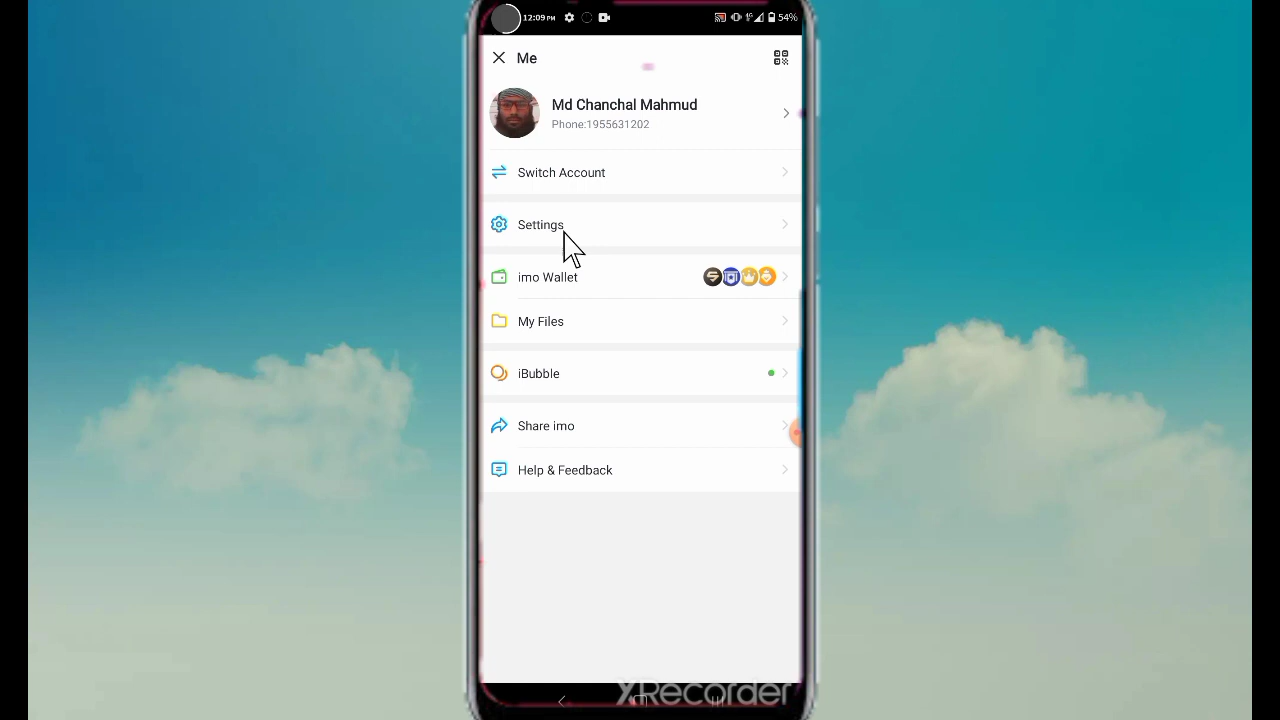 12:09 PM 54%
Me
Md Chanchal Mahmud
Phone:1955631202
Switch Account
Settings
imo Wallet
My Files
iBubble
Share imo
Help & Feedback
XRecorder